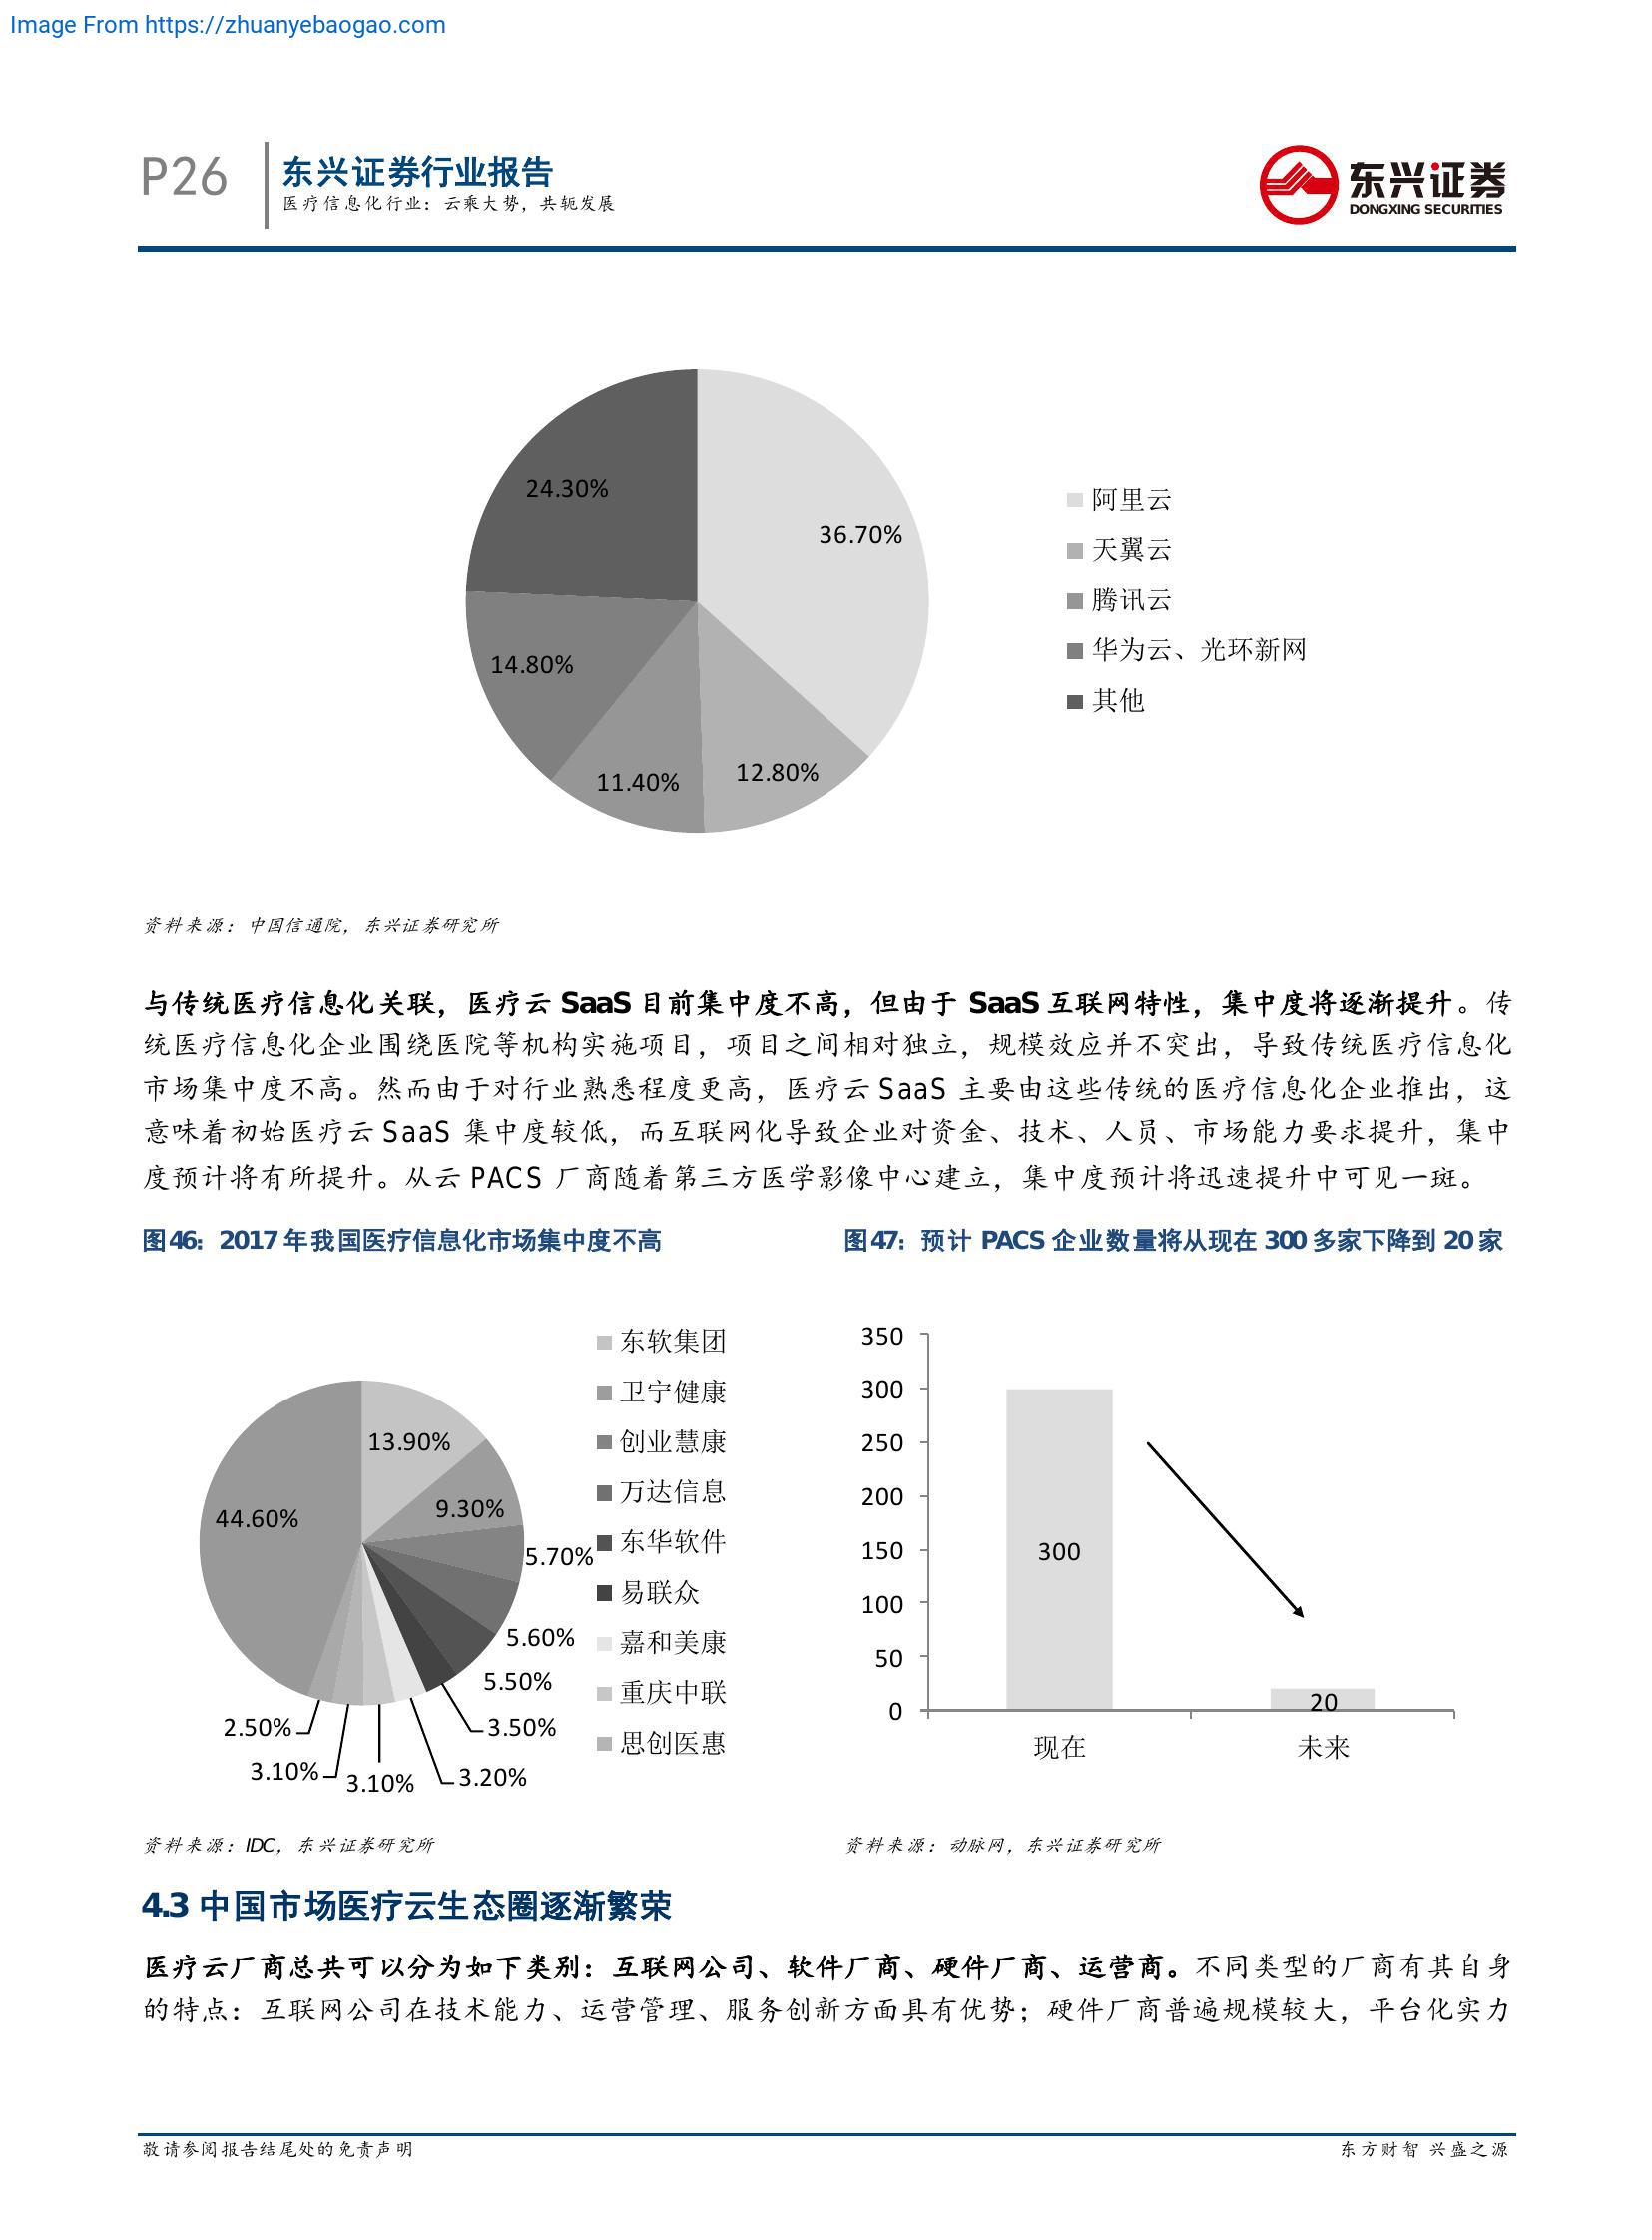 Image From https://zhuanyebaogao.com
P26
东兴证券行业报告
医疗信息化行业：云乘大势，共轭发展
东兴证券
DONGXING SECURITIES
24.30%
36.70%
14.80%
11.40%
12.80%
阿里云
天翼云
腾讯云
华为云、光环新网
其他
资料来源：中国信通院，东兴证券研究所
与传统医疗信息化关联，医疗云 SaaS 目前集中度不高，但由于 SaaS 互联网特性，集中度将逐渐提升。传
统医疗信息化企业围绕医院等机构实施项目，项目之间相对独立，规模效应并不突出，导致传统医疗信息化
市场集中度不高。然而由于对行业熟悉程度更高，医疗云 SaaS 主要由这些传统的医疗信息化企业推出，这
意味着初始医疗云 SaaS 集中度较低，而互联网化导致企业对资金、技术、人员、市场能力要求提升，集中
度预计将有所提升。从云 PACS 厂商随着第三方医学影像中心建立，集中度预计将迅速提升中可见一斑。
图46：2017 年我国医疗信息化市场集中度不高
13.90%
9.30%
5.70%
5.60%
5.50%
3.50%
3.20%
3.10%
3.10%
2.50%
44.60%
东软集团
卫宁健康
创业慧康
万达信息
东华软件
易联众
嘉和美康
重庆中联
思创医惠
资料来源：IDC，东兴证券研究所
图47：预计 PACS 企业数量将从现在 300 多家下降到 20 家
350
300
250
200
150
100
50
0
300
20
现在
未来
资料来源：动脉网，东兴证券研究所
4.3 中国市场医疗云生态圈逐渐繁荣
医疗云厂商总共可以分为如下类别：互联网公司、软件厂商、硬件厂商、运营商。不同类型的厂商有其自身
的特点：互联网公司在技术能力、运营管理、服务创新方面具有优势；硬件厂商普遍规模较大，平台化实力
敬请参阅报告结尾处的免责声明
东方财智 兴盛之源